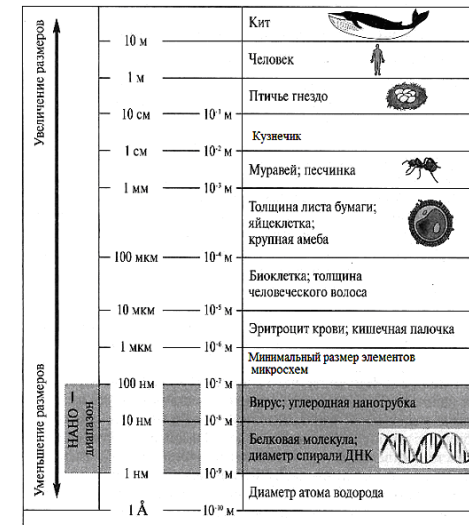 Увеличение размеров
Уменьшение размеров
НАНО —
диапазон
Кит
10 м
Человек
1 м
Птичье гнездо
10 см 10⁻¹ м
Кузнечик
1 см 10⁻² м
Муравей; песчинка
1 мм 10⁻³ м
Толщина листа бумаги;
яйцеклетка;
крупная амеба
100 мкм 10⁻⁴ м
Биоклетка; толщина
человеческого волоса
10 мкм 10⁻⁵ м
Эритроцит крови; кишечная палочка
1 мкм 10⁻⁶ м
Минимальный размер элементов
микросхем
100 нм 10⁻⁷ м
Вирус; углеродная нанотрубка
10 нм 10⁻⁸ м
Белковая молекула;
диаметр спирали ДНК
1 нм 10⁻⁹ м
Диаметр атома водорода
1 Å 10⁻¹⁰ м